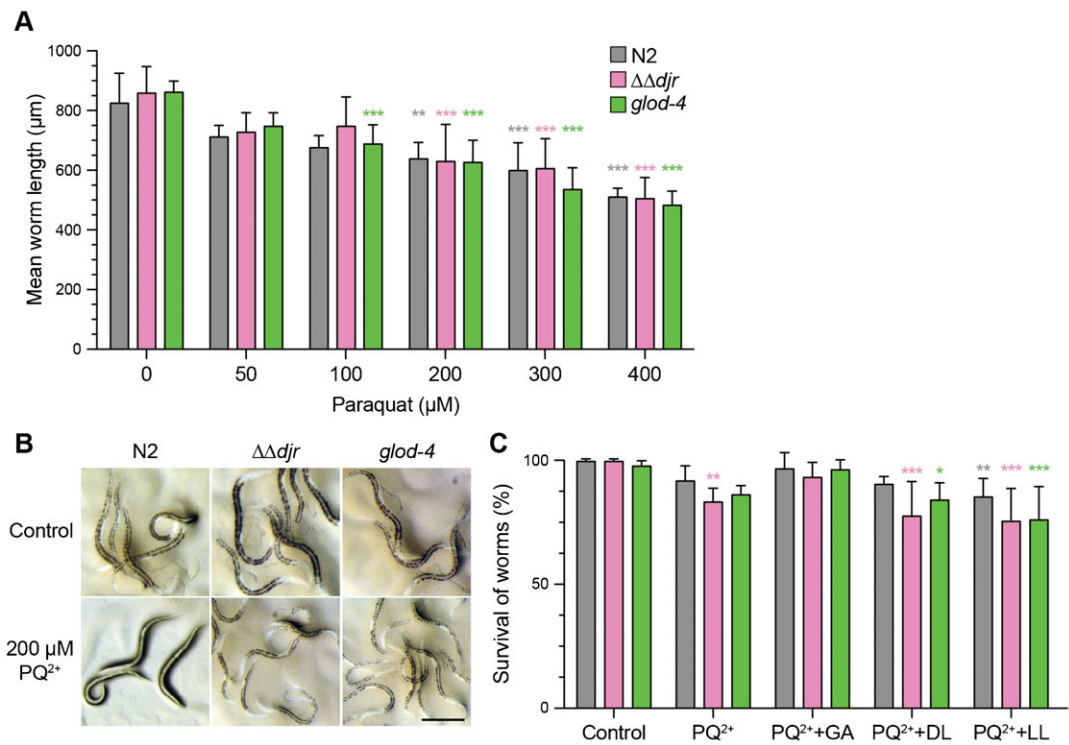 A
1000
800
600
400
200
0
Mean worm length (µm)
N2
ΔΔdjr
glod-4
***
** *** ***
*** *** ***
*** *** ***
0 50 100 200 300 400
Paraquat (µM)
B
N2 ΔΔdjr glod-4
Control
200 µM
PQ²⁺
C
100
50
0
Survival of worms (%)
**
*** *
** *** ***
Control PQ²⁺ PQ²⁺+GA PQ²⁺+DL PQ²⁺+LL